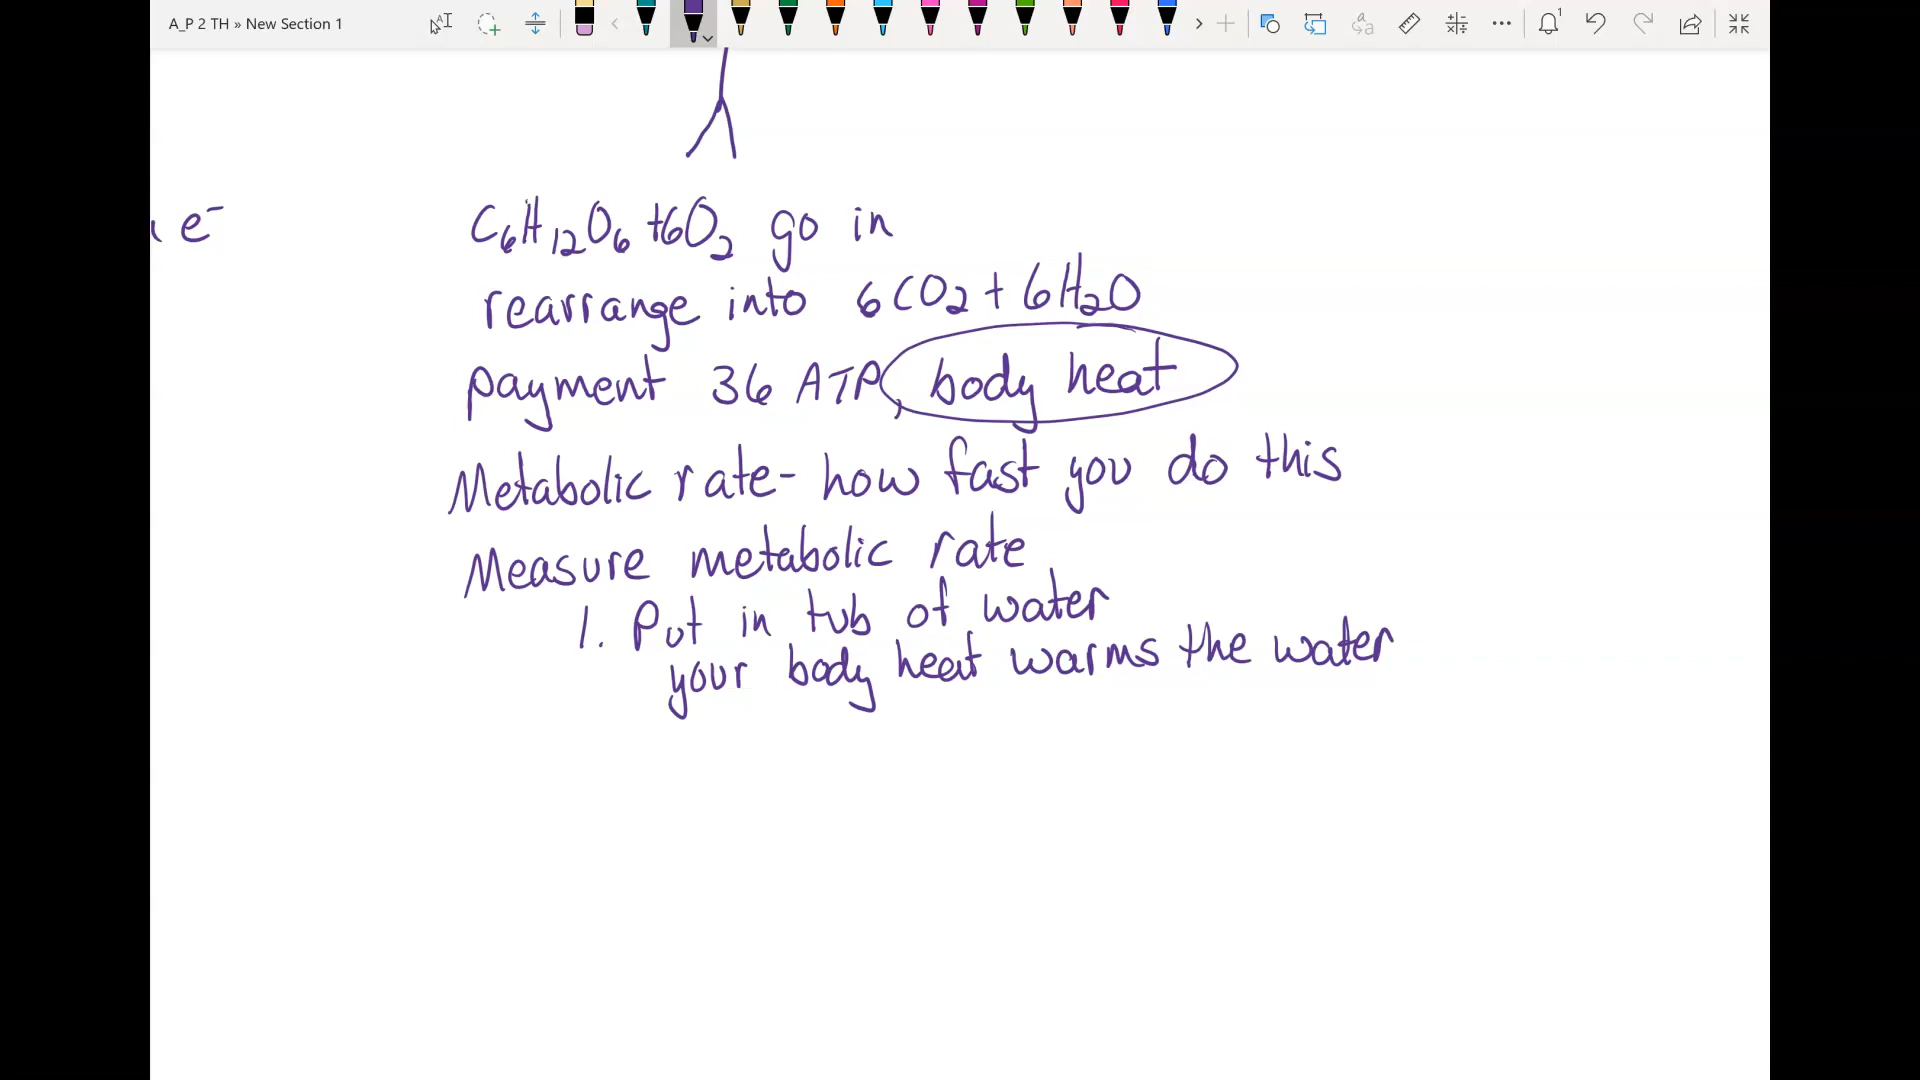 A_P 2 TH » New Section 1
e⁻
C₆H₁₂O₆ +6O₂ go in
rearrange into 6CO₂ + 6H₂O
payment 36 ATP, body heat
Metabolic rate- how fast you do this
Measure metabolic rate
1. Put in tub of water
your body heat warms the water